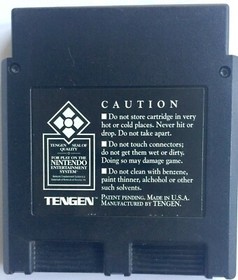 CAUTION
Do not store cartridge in very
hot or cold places. Never hit or
drop. Do not take apart.
Do not touch connectors;
do not get them wet or dirty.
Doing so may damage game.
Do not clean with benzene,
paint thinner, alcohol or other
such solvents.
PATENT PENDING. MADE IN U.S.A.
MANUFACTURED BY TENGEN.
TENGEN SEAL OF
QUALITY
FOR PLAY ON THE
NINTENDO
ENTERTAINMENT
SYSTEM
TENGEN